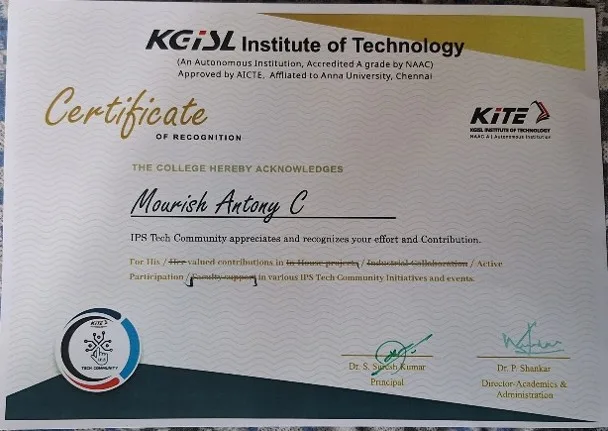 KGiSL Institute of Technology
(An Autonomous Institution, Accredited A grade by NAAC)
Approved by AICTE, Affliated to Anna University, Chennai
Certificate
OF RECOGNITION
KiTE
KGISL INSTITUTE OF TECHNOLOGY
NAAC A | Autonomous Institution
THE COLLEGE HEREBY ACKNOWLEDGES
Mourish Antony C
IPS Tech Community appreciates and recognizes your effort and Contribution.
For His / Her valued contributions in In-House project / Industrial Collaboration / Active
Participation / Faculty support in various IPS Tech Community Initiatives and events.
KiTE
IPS
TECH COMMUNITY
Dr. S. Suresh Kumar
Principal
Dr. P. Shankar
Director-Academics &
Administration